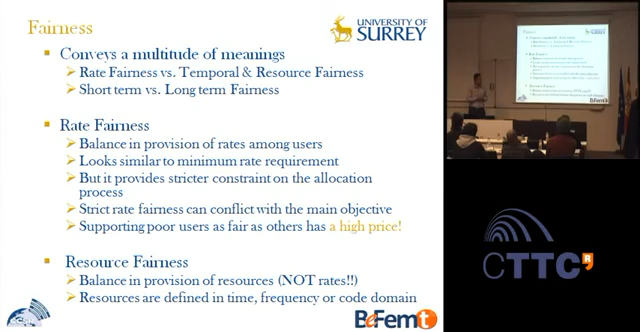 Fairness
UNIVERSITY OF
SURREY
Conveys a multitude of meanings
Rate Fairness vs. Temporal & Resource Fairness
Short term vs. Long term Fairness
Rate Fairness
Balance in provision of rates among users
Looks similar to minimum rate requirement
But it provides stricter constraint on the allocation
process
Strict rate fairness can conflict with the main objective
Supporting poor users as fair as others has a high price!
Resource Fairness
Balance in provision of resources (NOT rates!!)
Resources are defined in time, frequency or code domain
BeFemt
CTTC